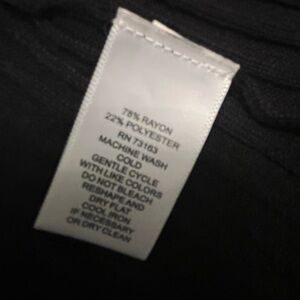 78% RAYON
22% POLYESTER
RN 73163
MACHINE WASH
COLD
GENTLE CYCLE
WITH LIKE COLORS
DO NOT BLEACH
RESHAPE AND
DRY FLAT
COOL IRON
IF NECESSARY
OR DRY CLEAN